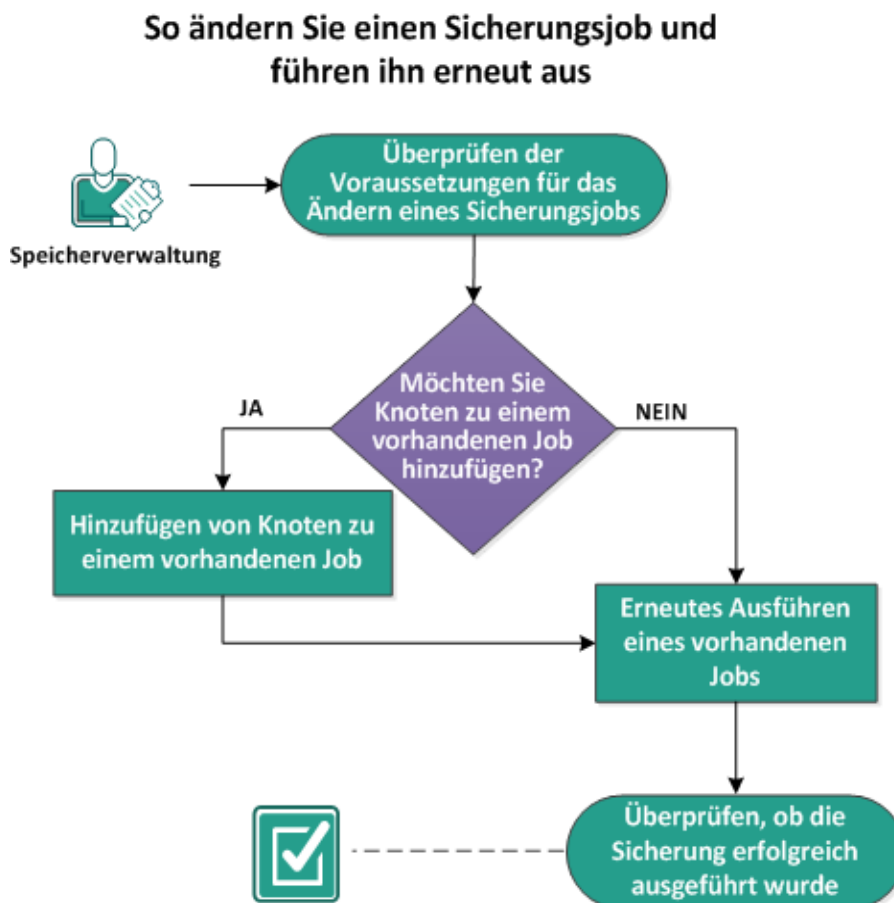 So ändern Sie einen Sicherungsjob und
führen ihn erneut aus
Überprüfen der
Voraussetzungen für das
Ändern eines Sicherungsjobs
Speicherverwaltung
Möchten Sie
Knoten zu einem
vorhandenen Job
hinzufügen?
JA
NEIN
Hinzufügen von Knoten zu
einem vorhandenen Job
Erneutes Ausführen
eines vorhandenen
Jobs
Überprüfen, ob die
Sicherung erfolgreich
ausgeführt wurde